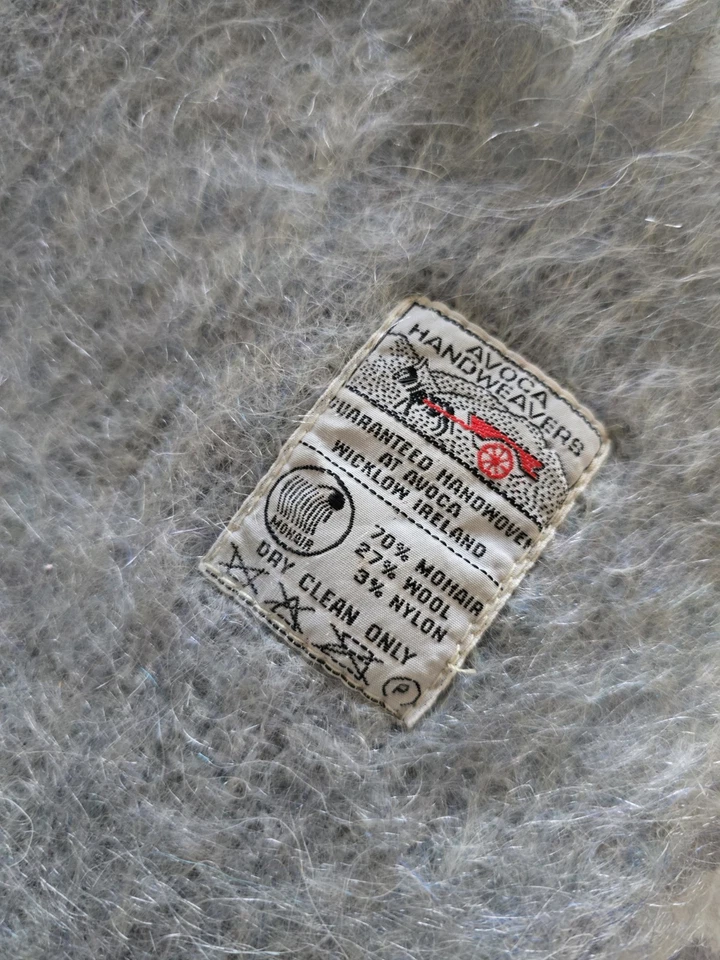 AVOCA
HANDWEAVERS
GUARANTEED HANDWOVEN
AT AVOCA
WICKLOW IRELAND
MOHAIR
70% MOHAIR
27% WOOL
3% NYLON
DRY CLEAN ONLY
P